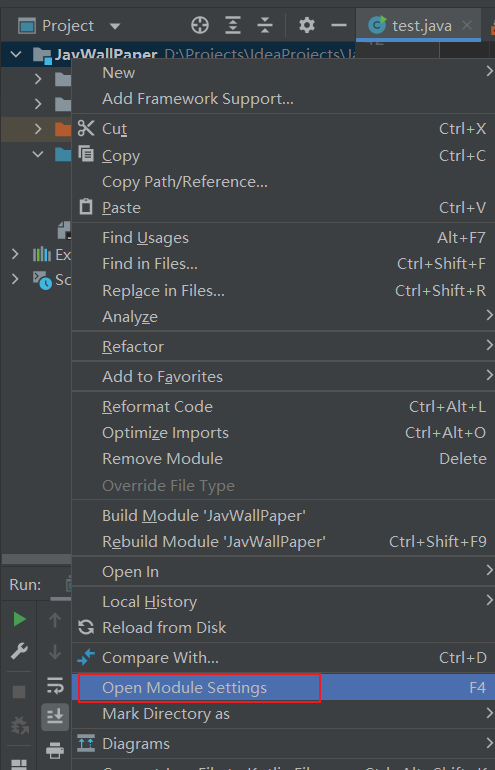 Project
test.java
12
JavWallPaper D:\Projects\IdeaProjects\Ja
New
Add Framework Support...
Cut Ctrl+X
Copy Ctrl+C
Copy Path/Reference...
Paste Ctrl+V
Find Usages Alt+F7
Ex
Find in Files... Ctrl+Shift+F
Sc
Replace in Files... Ctrl+Shift+R
Analyze
Refactor
Add to Favorites
Reformat Code Ctrl+Alt+L
Optimize Imports Ctrl+Alt+O
Remove Module Delete
Override File Type
Build Module 'JavWallPaper'
Rebuild Module 'JavWallPaper' Ctrl+Shift+F9
Open In
Run:
Local History
Reload from Disk
Compare With... Ctrl+D
Open Module Settings F4
Mark Directory as
Diagrams